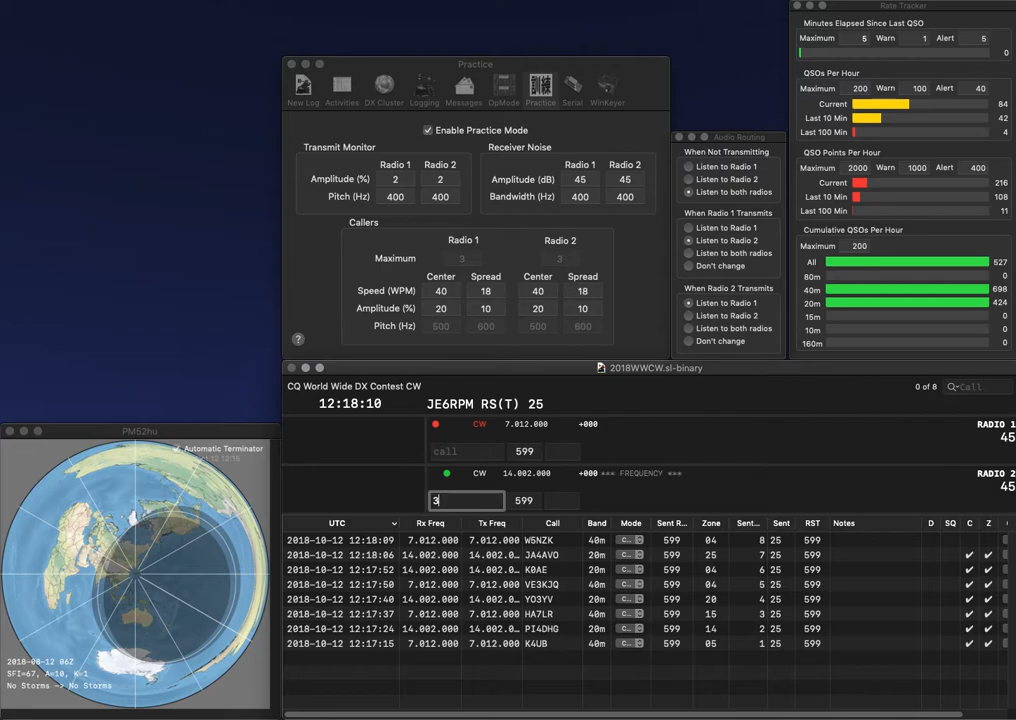 Rate Tracker
Minutes Elapsed Since Last QSO
Maximum 5 Warn 1 Alert 5
0
QSOs Per Hour
Maximum 200 Warn 100 Alert 40
Current 84
Last 10 Min 42
Last 100 Min 4
QSO Points Per Hour
Maximum 2000 Warn 1000 Alert 400
Current 216
Last 10 Min 108
Last 100 Min 11
Cumulative QSOs Per Hour
Maximum 200
All 527
80m 0
40m 698
20m 424
15m 0
10m 0
160m 0
Practice
New Log Activities DX Cluster Logging Messages OpMode Practice Serial WinKeyer
訓練
Enable Practice Mode
Transmit Monitor Receiver Noise
Radio 1 Radio 2 Radio 1 Radio 2
Amplitude (%) 2 2 Amplitude (dB) 45 45
Pitch (Hz) 400 400 Bandwidth (Hz) 400 400
Callers
Radio 1 Radio 2
Maximum 3 3
Center Spread Center Spread
Speed (WPM) 40 18 40 18
Amplitude (%) 20 10 20 10
Pitch (Hz) 500 600 500 600
?
Audio Routing
When Not Transmitting
Listen to Radio 1
Listen to Radio 2
Listen to both radios
When Radio 1 Transmits
Listen to Radio 1
Listen to Radio 2
Listen to both radios
Don't change
When Radio 2 Transmits
Listen to Radio 1
Listen to Radio 2
Listen to both radios
Don't change
2018WWCW.sl-binary
CQ World Wide DX Contest CW 0 of 8 Call
12:18:10 JE6RPM RS(T) 25
CW 7.012.000 +000 RADIO 1
call 599 45
CW 14.002.000 +000 *** FREQUENCY *** RADIO 2
45
3 599
UTC Rx Freq Tx Freq Call Band Mode Sent R... Zone Sent... Sent RST Notes D SQ C Z
2018-10-12 12:18:09 7.012.000 7.012.000 W5NZK 40m C... 599 04 8 25 599
2018-10-12 12:18:06 14.002.000 14.002.0... JA4AVO 20m C... 599 25 7 25 599 ✔ ✔
2018-10-12 12:17:52 14.002.000 14.002.0... K0AE 20m C... 599 04 6 25 599 ✔ ✔
2018-10-12 12:17:50 7.012.000 7.012.000 VE3KJQ 40m C... 599 04 5 25 599 ✔ ✔
2018-10-12 12:17:40 14.002.000 14.002.0... YO3YV 20m C... 599 20 4 25 599 ✔ ✔
2018-10-12 12:17:37 7.012.000 7.012.000 HA7LR 40m C... 599 15 3 25 599 ✔ ✔
2018-10-12 12:17:24 14.002.000 14.002.0... PI4DHG 20m C... 599 14 2 25 599 ✔ ✔
2018-10-12 12:17:15 7.012.000 7.012.000 K4UB 40m C... 599 05 1 25 599 ✔ ✔
PM52hu
Automatic Terminator
12:15
2018-08-12 06Z
SFI=67, A=10, K=1
No Storms -> No Storms